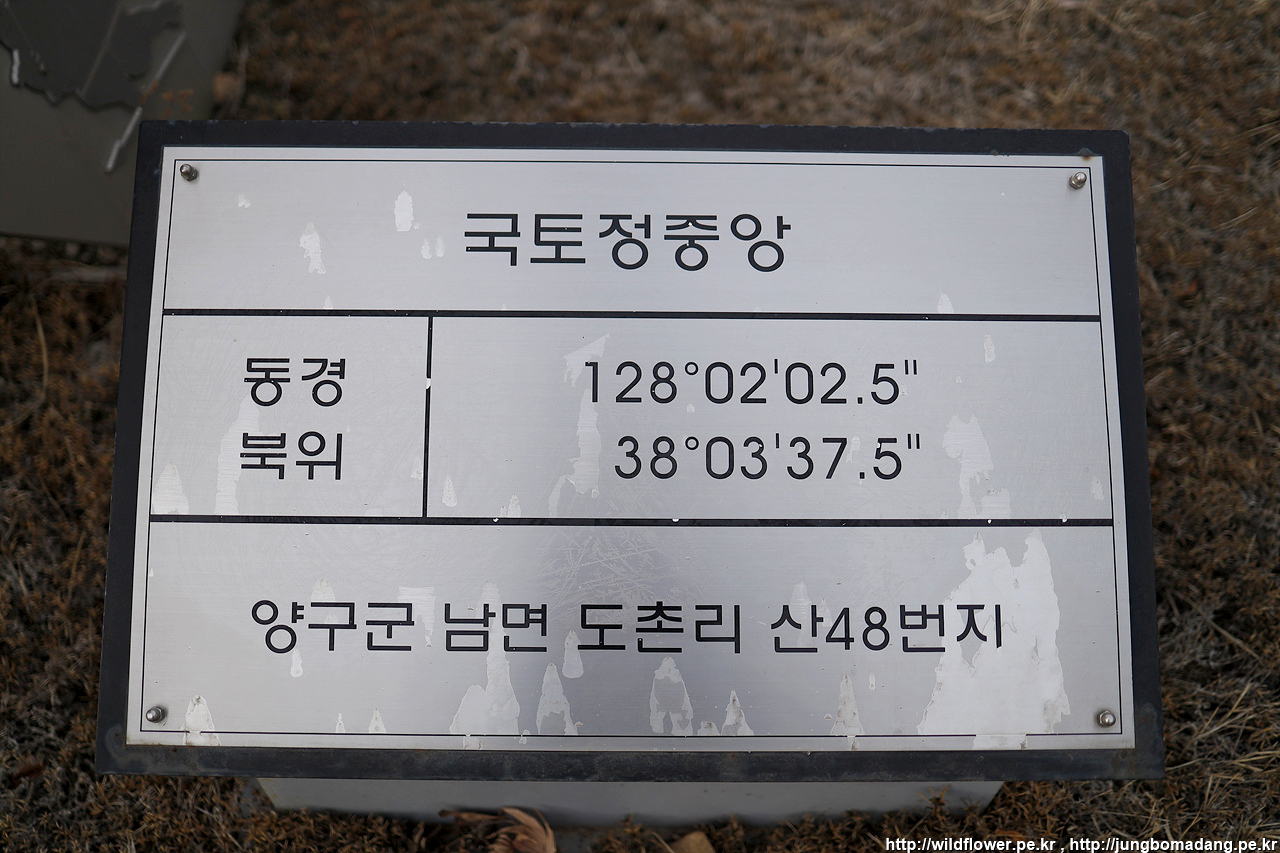 국토정중앙
동경 128°02'02.5"
북위 38°03'37.5"
양구군 남면 도촌리 산48번지
http://wildflower.pe.kr , http://jungbomadang.pe.kr